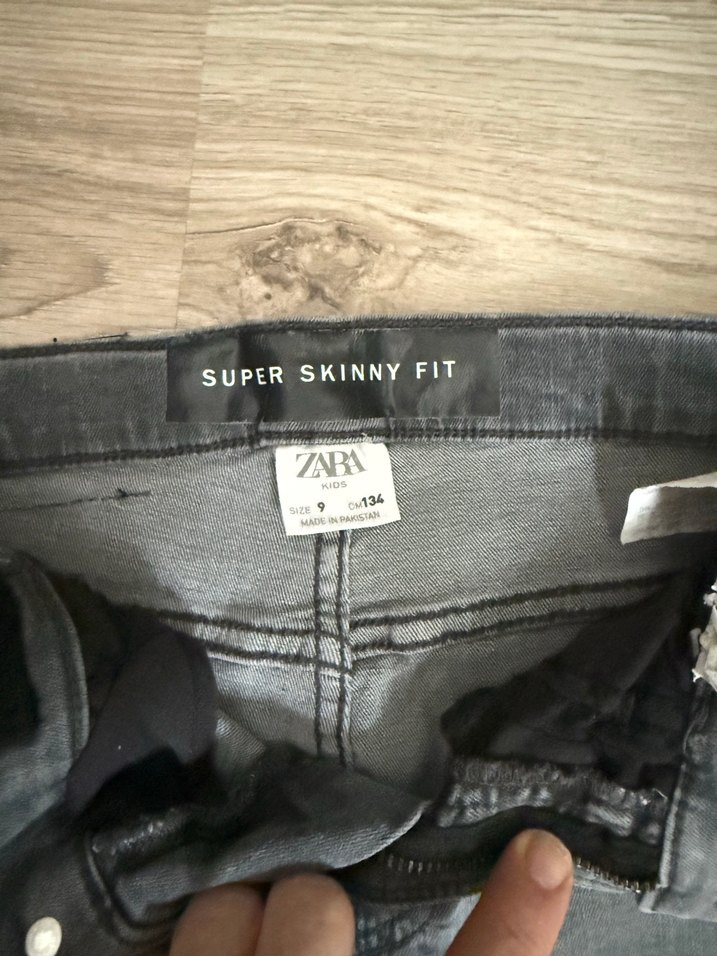 SUPER SKINNY FIT
ZARA
KIDS
SIZE 9 CM134
MADE IN PAKISTAN